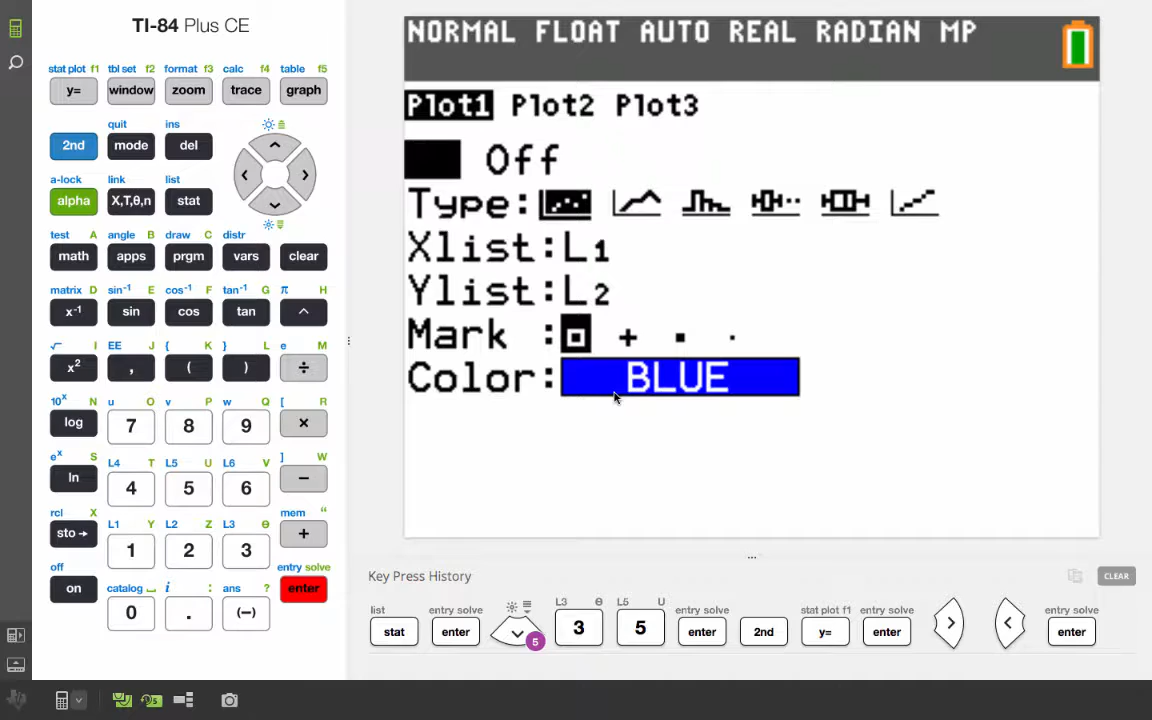 TI-84 Plus CE
NORMAL FLOAT AUTO REAL RADIAN MP
Plot1 Plot2 Plot3
Off
Type:
Xlist:L1
Ylist:L2
Mark :
Color: BLUE
stat plot f1 tbl set f2 format f3 calc f4 table f5
y= window zoom trace graph
quit ins
2nd mode del
a-lock link list
alpha X,T,θ,n stat
test A angle B draw C distr
math apps prgm vars clear
matrix D sin-1 E cos-1 F tan-1 G π H
x-1 sin cos tan ^
√ I EE J { K } L e M
x2 , ( ) ÷
10x N u O v P w Q [ R
log 7 8 9 ×
ex S L4 T L5 U L6 V ] W
ln 4 5 6 −
rcl X L1 Y L2 Z L3 θ mem “
sto→ 1 2 3 +
off catalog i : ans ? entry solve
on 0 . (−) enter
Key Press History CLEAR
list entry solve L3 θ L5 U entry solve stat plot f1 entry solve entry solve
stat enter 5 3 5 enter 2nd y= enter enter